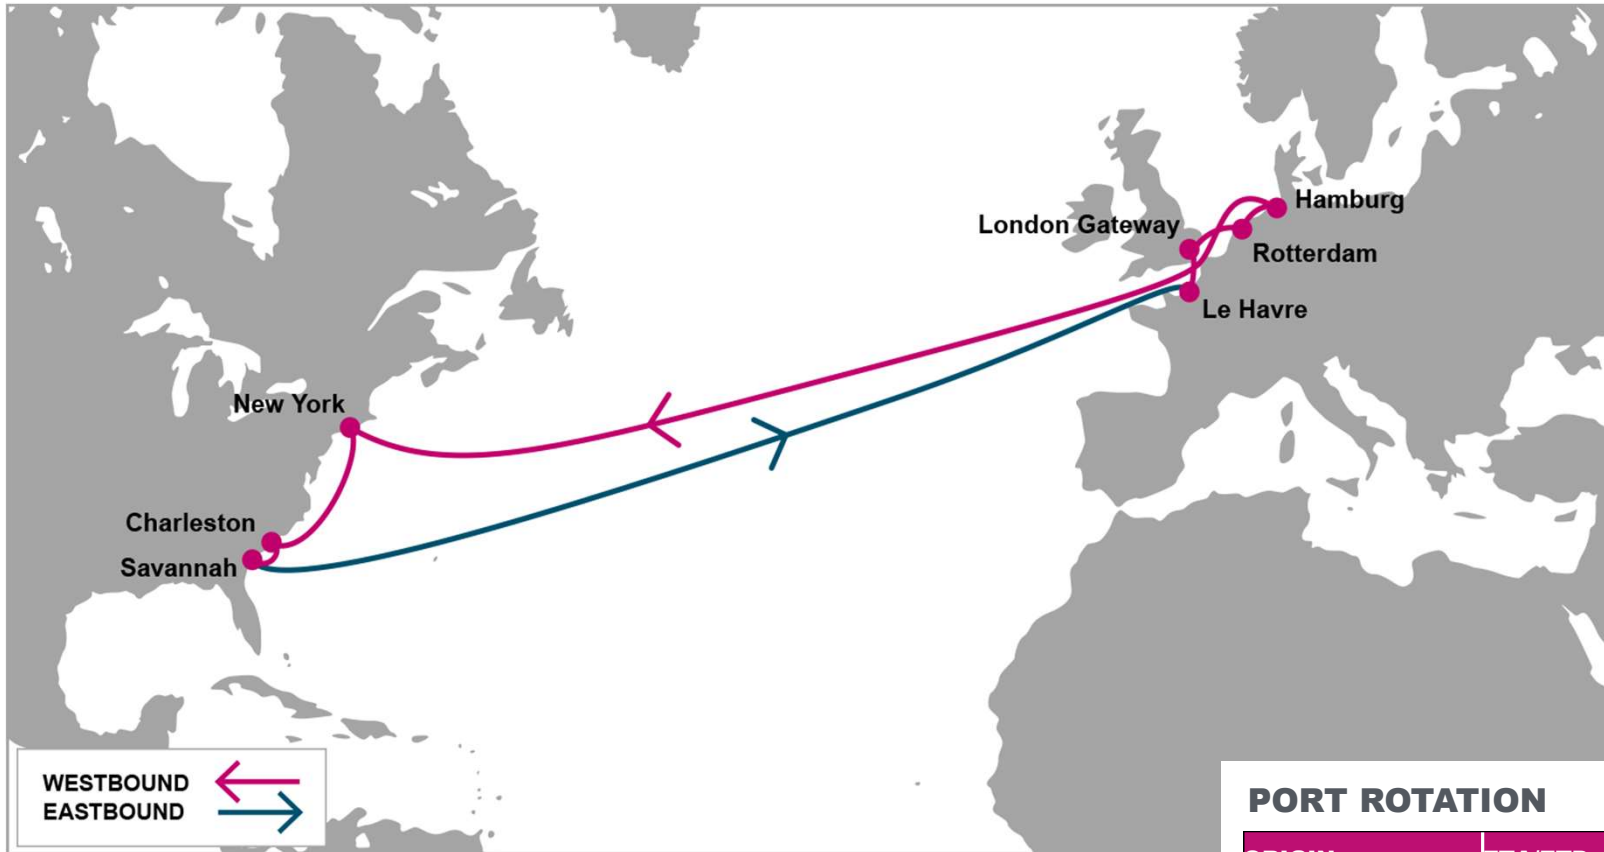 Hamburg
London Gateway
Rotterdam
Le Havre
New York
Charleston
Savannah
WESTBOUND
EASTBOUND
PORT ROTATION